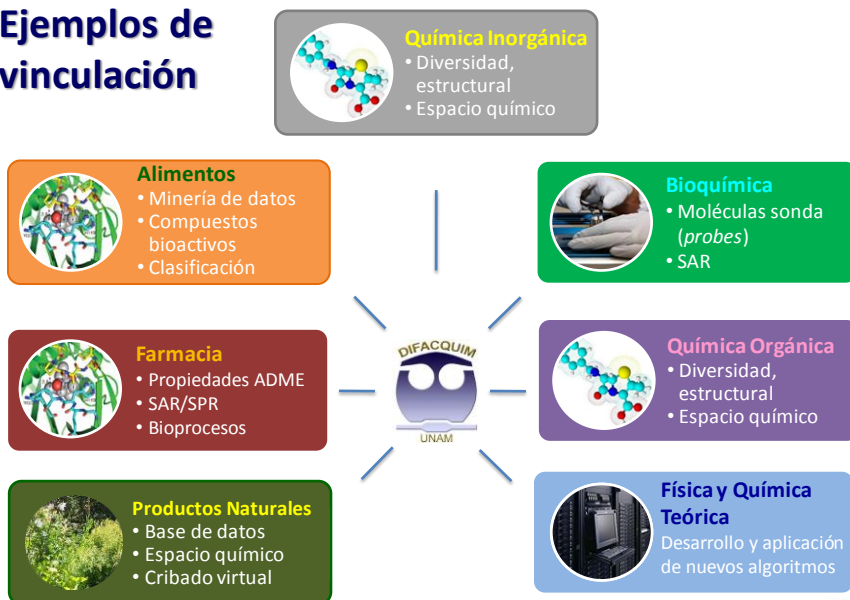 Ejemplos de
vinculación
Química Inorgánica
• Diversidad,
estructural
• Espacio químico
Alimentos
• Minería de datos
• Compuestos
bioactivos
• Clasificación
Bioquímica
• Moléculas sonda
(probes)
• SAR
Farmacia
• Propiedades ADME
• SAR/SPR
• Bioprocesos
DIFACQUIM
UNAM
Química Orgánica
• Diversidad,
estructural
• Espacio químico
Productos Naturales
• Base de datos
• Espacio químico
• Cribado virtual
Física y Química
Teórica
Desarrollo y aplicación
de nuevos algoritmos